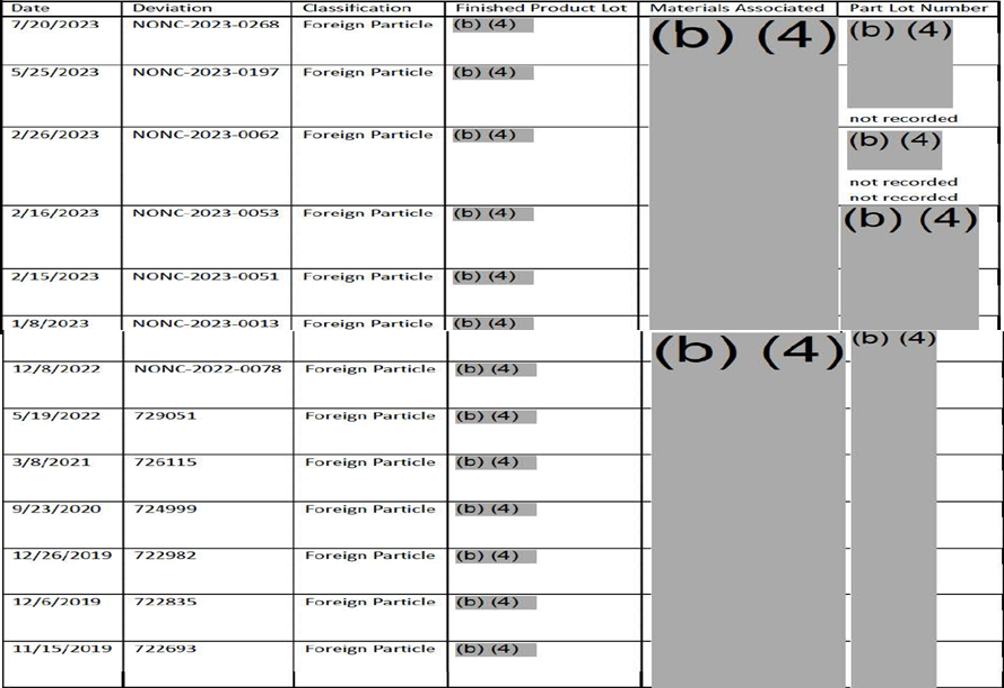 Date Deviation Classification Finished Product Lot Materials Associated Part Lot Number
7/20/2023 NONC-2023-0268 Foreign Particle (b) (4) (b) (4) (b) (4)
5/25/2023 NONC-2023-0197 Foreign Particle (b) (4)
not recorded
2/26/2023 NONC-2023-0062 Foreign Particle (b) (4) (b) (4)
not recorded
not recorded
2/16/2023 NONC-2023-0053 Foreign Particle (b) (4) (b) (4)
2/15/2023 NONC-2023-0051 Foreign Particle (b) (4)
1/8/2023 NONC-2023-0013 Foreign Particle (b) (4)
(b) (4) (b) (4)
12/8/2022 NONC-2022-0078 Foreign Particle (b) (4)
5/19/2022 729051 Foreign Particle (b) (4)
3/8/2021 726115 Foreign Particle (b) (4)
9/23/2020 724999 Foreign Particle (b) (4)
12/26/2019 722982 Foreign Particle (b) (4)
12/6/2019 722835 Foreign Particle (b) (4)
11/15/2019 722693 Foreign Particle (b) (4)